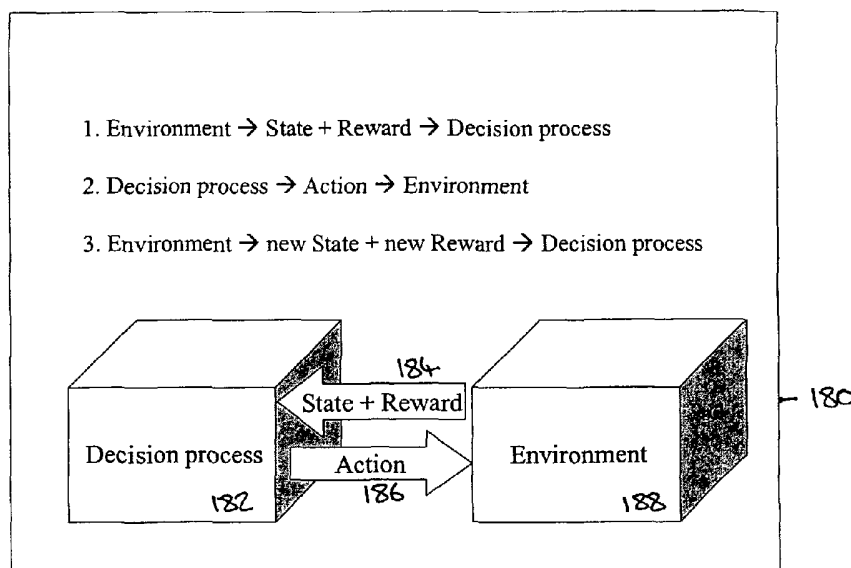 1. Environment → State + Reward → Decision process
2. Decision process → Action → Environment
3. Environment → new State + new Reward → Decision process
184
State + Reward
180
Decision process
Action
Environment
182
186
188